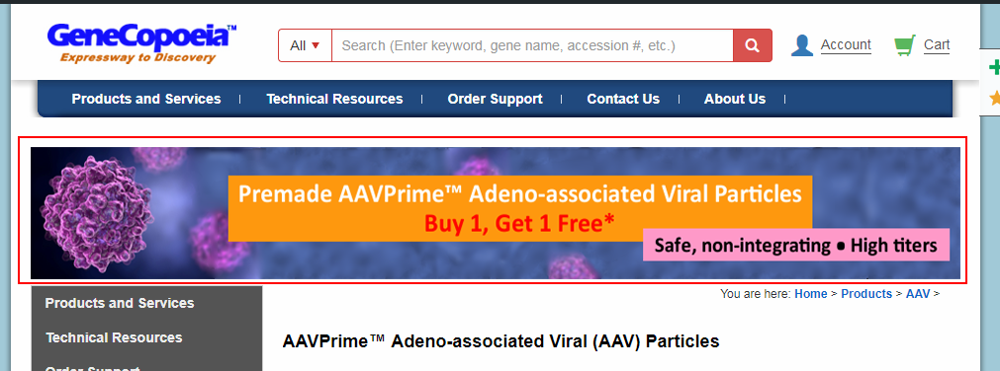 GeneCopoeia™
Expressway to Discovery
All
Search (Enter keyword, gene name, accession #, etc.)
Account
Cart
Products and Services
Technical Resources
Order Support
Contact Us
About Us
Premade AAVPrime™ Adeno-associated Viral Particles
Buy 1, Get 1 Free*
Safe, non-integrating • High titers
You are here: Home > Products > AAV >
Products and Services
Technical Resources
Order Support
AAVPrime™ Adeno-associated Viral (AAV) Particles